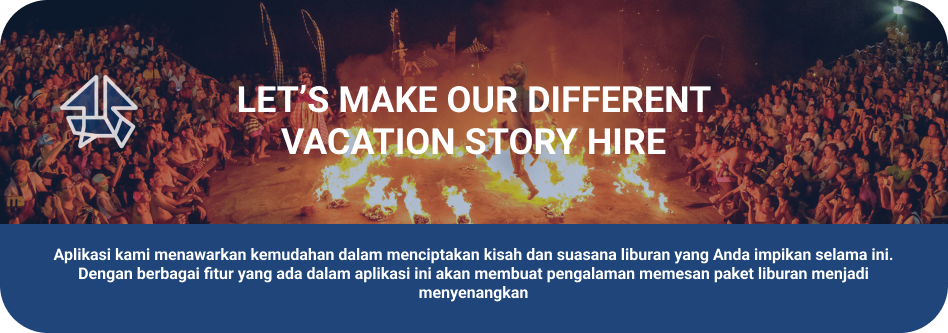 LET’S MAKE OUR DIFFERENT
VACATION STORY HIRE
Aplikasi kami menawarkan kemudahan dalam menciptakan kisah dan suasana liburan yang Anda impikan selama ini.
Dengan berbagai fitur yang ada dalam aplikasi ini akan membuat pengalaman memesan paket liburan menjadi
menyenangkan